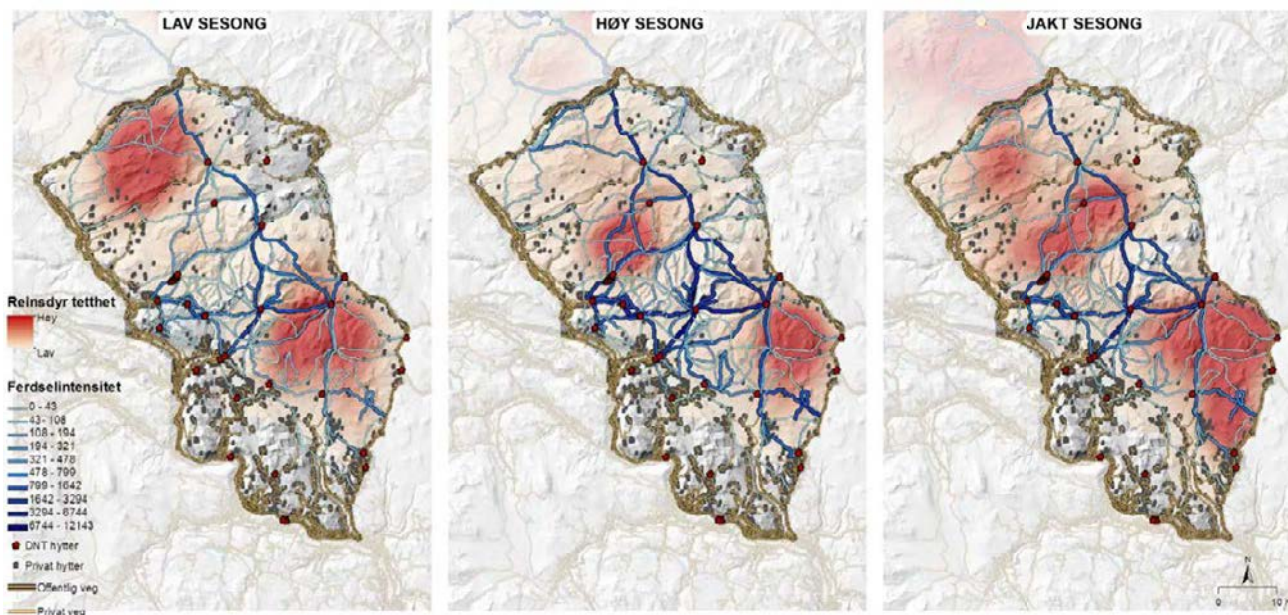 LAV SESONG
HØY SESONG
JAKT SESONG
Reinsdyr tetthet
Høy
Lav
Ferdselintensitet
0 - 43
43 - 108
108 - 194
194 - 321
321 - 478
478 - 799
799 - 1642
1642 - 3294
3294 - 6744
6744 - 12143
DNT hytter
Privat hytter
Offentlig veg
Privat veg
N
0 10